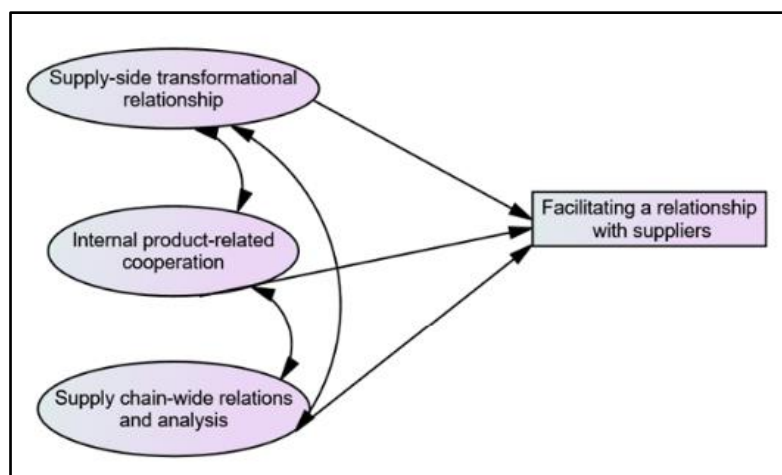 Supply-side transformational
relationship
Internal product-related
cooperation
Supply chain-wide relations
and analysis
Facilitating a relationship
with suppliers